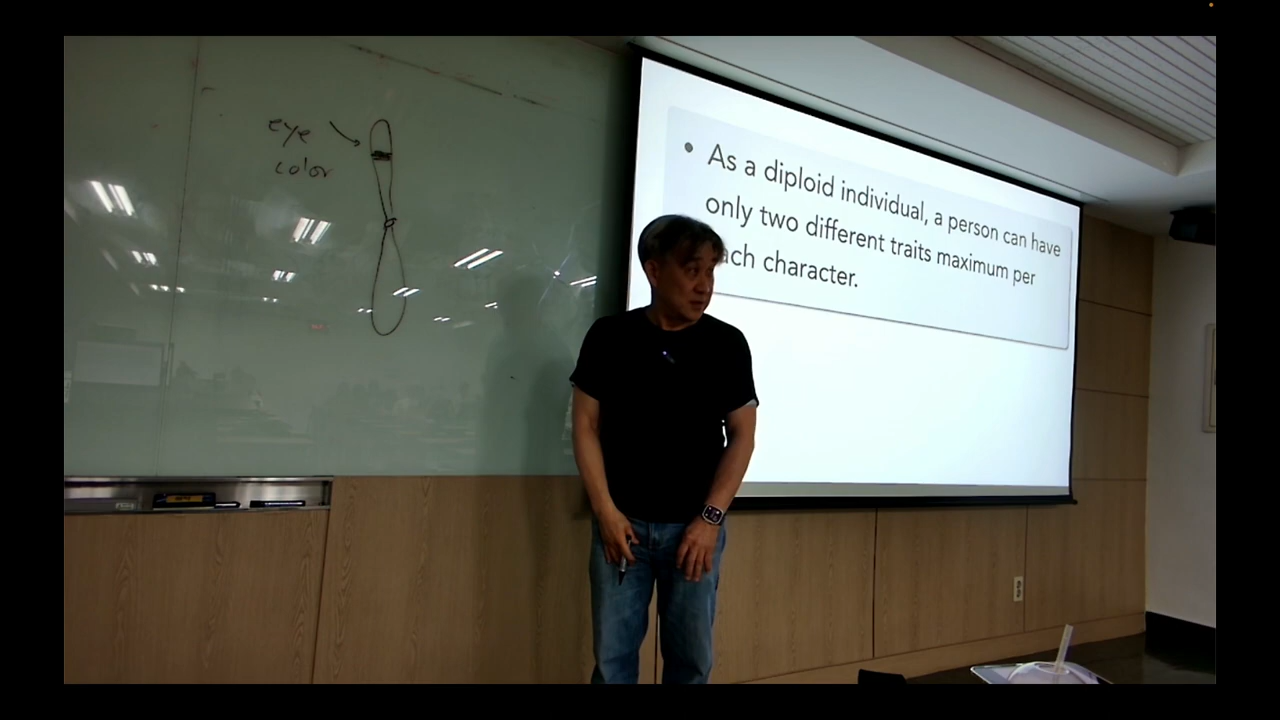 eye
color
• As a diploid individual, a person can have
only two different traits maximum per
ach character.